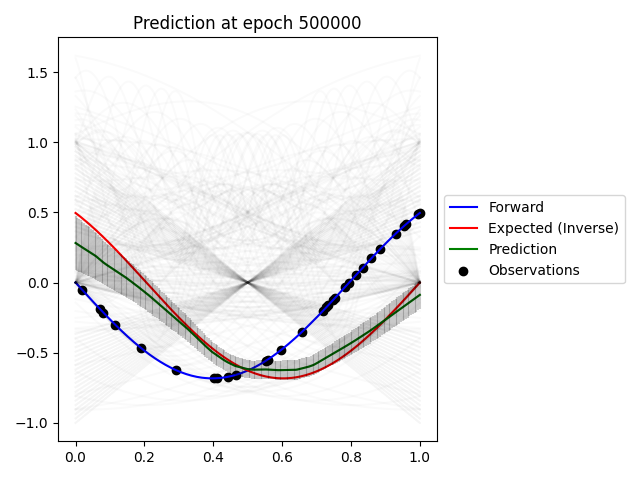 Prediction at epoch 500000
1.5
1.0
0.5
0.0
−0.5
−1.0
0.0 0.2 0.4 0.6 0.8 1.0
Forward
Expected (Inverse)
Prediction
Observations